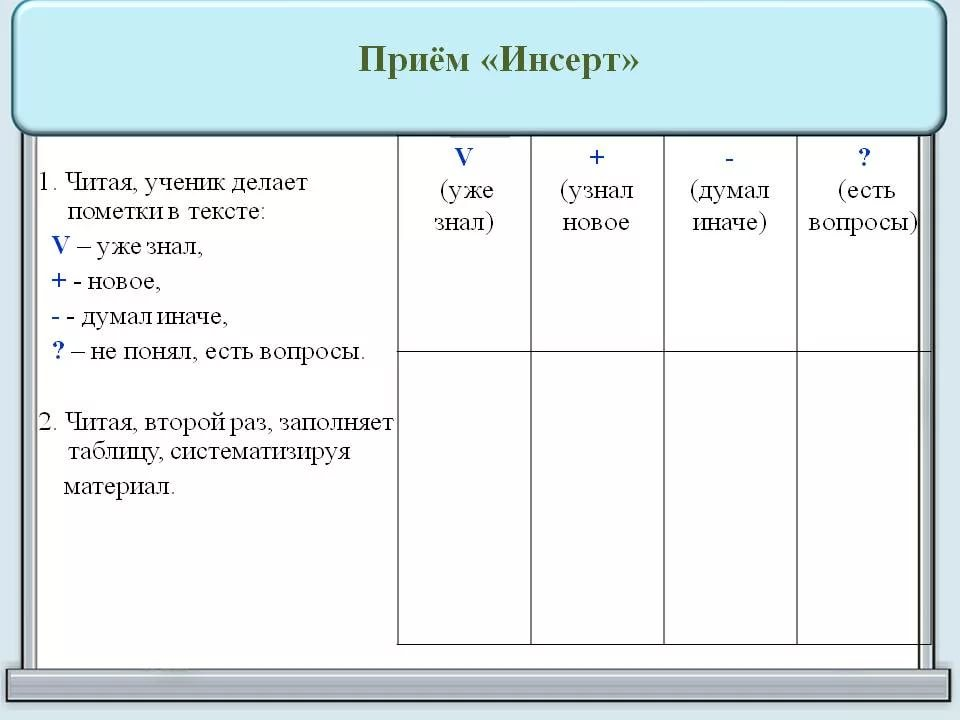 Приём «Инсерт»
1. Читая, ученик делает
пометки в тексте:
V – уже знал,
+ - новое,
- - думал иначе,
? – не понял, есть вопросы.
2. Читая, второй раз, заполняет
таблицу, систематизируя
материал.
V
(уже
знал)
+
(узнал
новое
-
(думал
иначе)
?
(есть
вопросы)